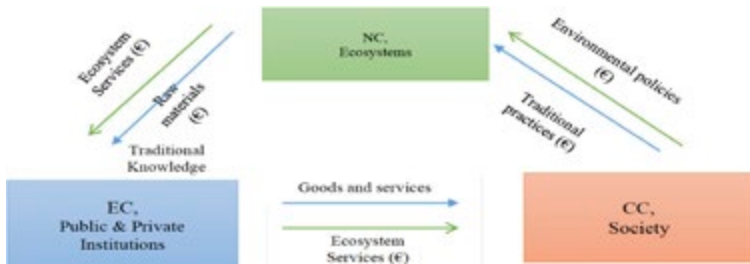 NC,
Ecosystems
Ecosystem
Services (€)
Raw
materials
(€)
Traditional
Knowledge
Environmental policies
(€)
Traditional
practices (€)
EC,
Public & Private
Institutions
Goods and services
Ecosystem
Services (€)
CC,
Society